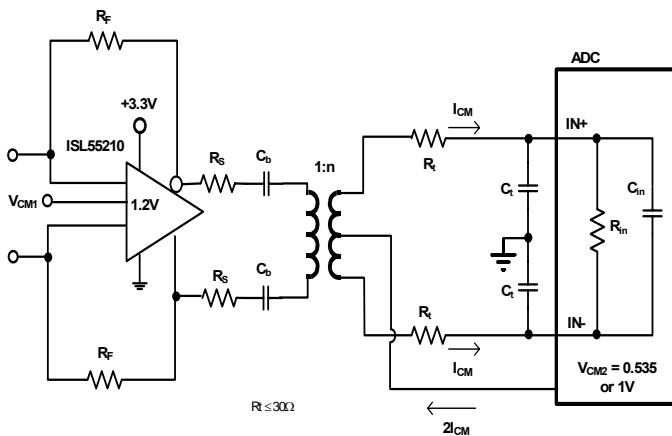 RF
ADC
+3.3V
ICM
IN+
ISL55210
RS
Cb
1:n
Rt
Ct
Cin
VCM1
1.2V
Rin
Ct
RS
Cb
Rt
IN-
RF
ICM
VCM2 = 0.535
or 1V
Rt ≤ 30Ω
2ICM